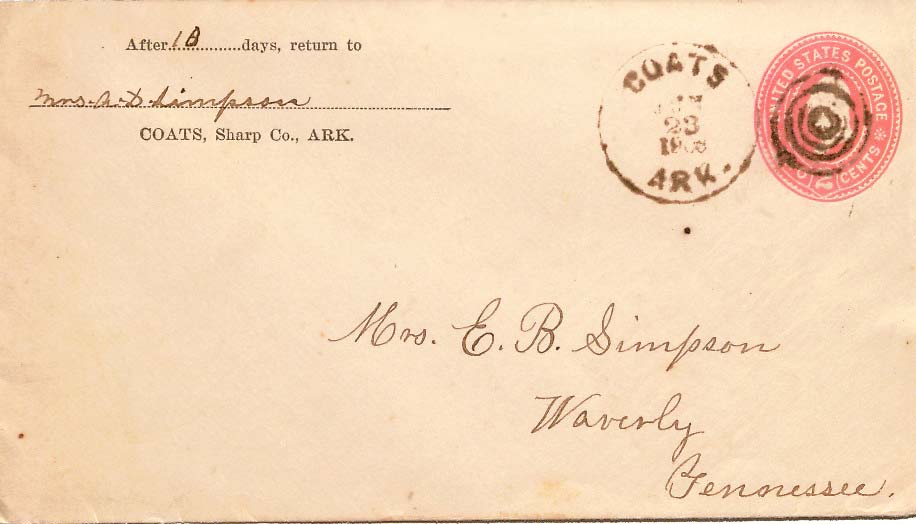 After 10 days, return to
Mrs. A. D. Simpson
COATS, Sharp Co., ARK.
COATS
23
ARK.
UNITED STATES POSTAGE
2 CENTS
Mrs. E. B. Simpson
Waverly
Tennessee.